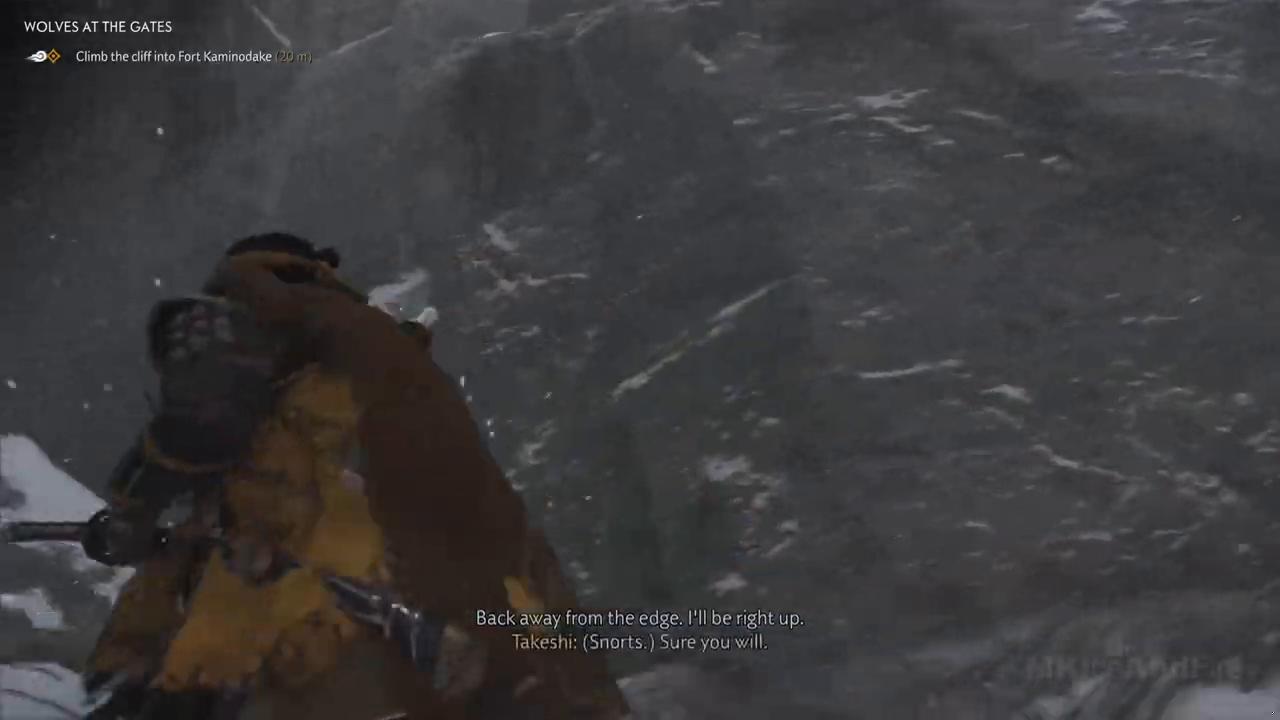 WOLVES AT THE GATES
Climb the cliff into Fort Kaminodake (20 m)
Back away from the edge. I'll be right up.
Takeshi: (Snorts.) Sure you will.